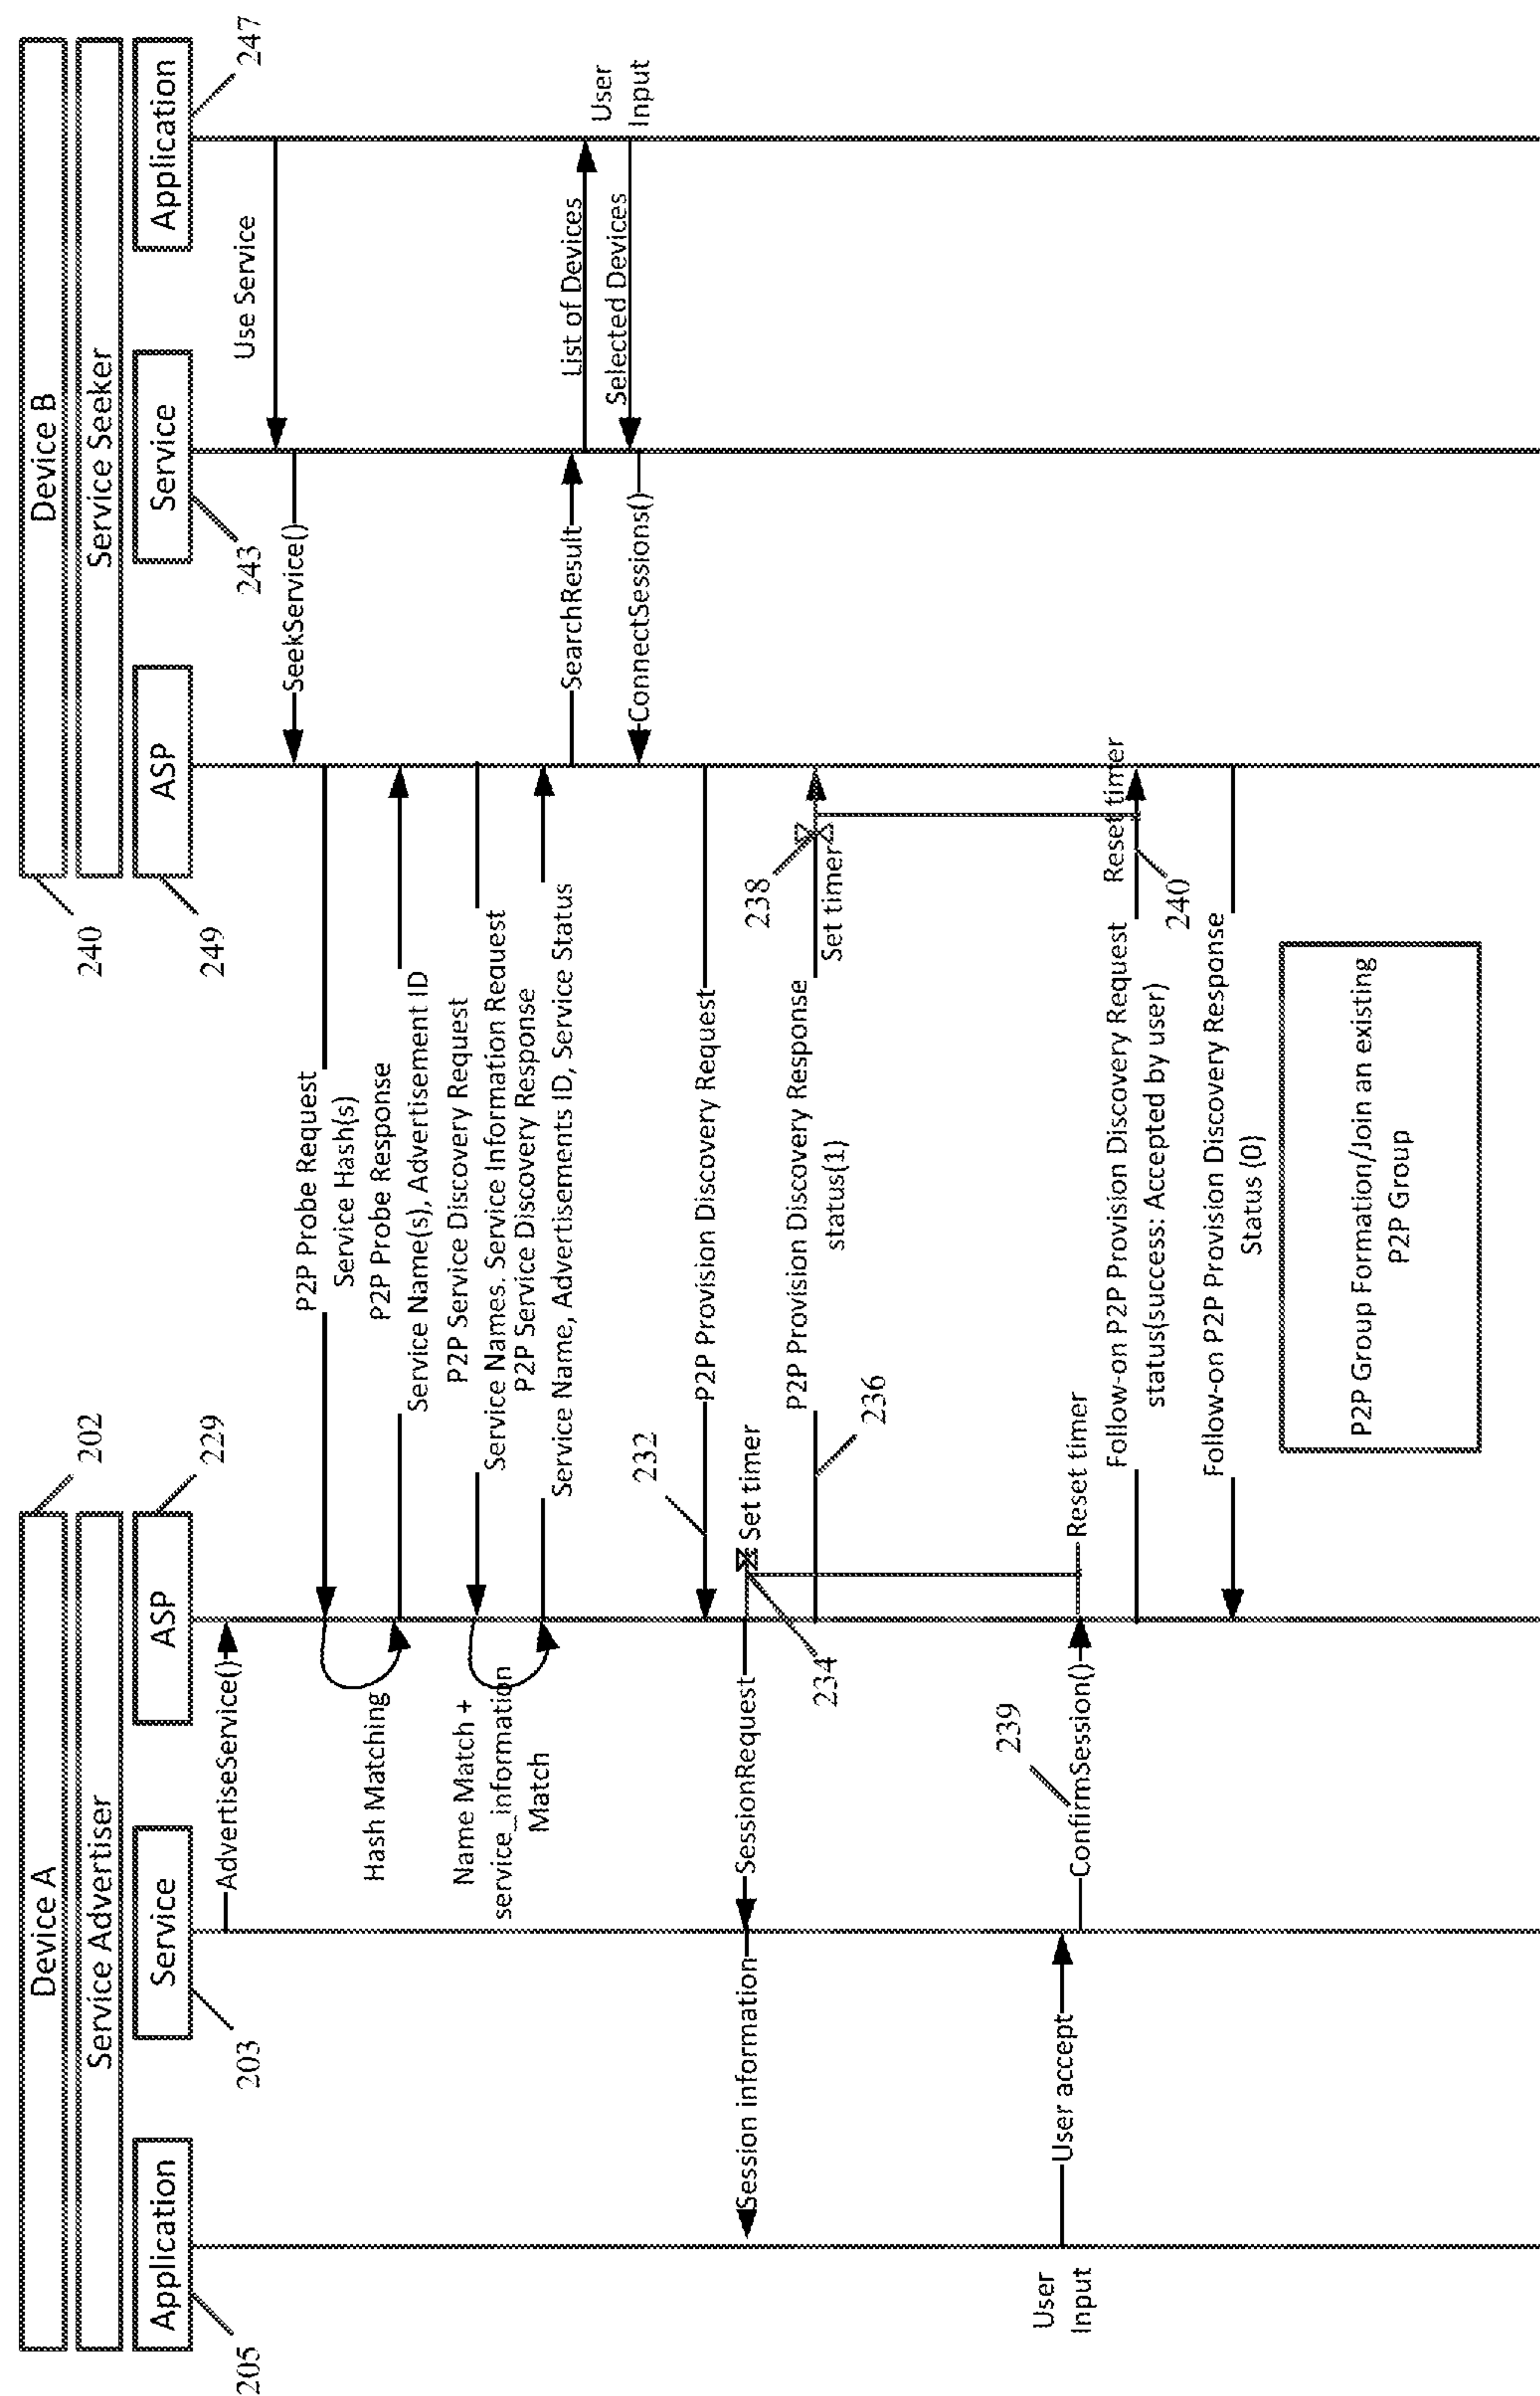 Device A
Device B
Service Advertiser
Service Seeker
Application
Service
ASP
ASP
Service
Application
205
203
229
202
249
240
243
247
AdvertiseService()
Use Service
SeekService()
P2P Probe Request
Service Hash(s)
Hash Matching
P2P Probe Response
Service Name(s), Advertisement ID
P2P Service Discovery Request
Service Names. Service Information Request
Name Match +
service_information
Match
P2P Service Discovery Response
Service Name, Advertisements ID, Service Status
SearchResult
List of Devices
User
Input
Selected Devices
ConnectSessions()
232
P2P Provision Discovery Request
Session information
SessionRequest
Set timer
234
P2P Provision Discovery Response
status(1)
236
238
Set timer
User
Input
User accept
239
ConfirmSession()
Reset timer
Follow-on P2P Provision Discovery Request
status(success: Accepted by user)
Reset timer
240
Follow-on P2P Provision Discovery Response
Status (0)
P2P Group Formation/Join an existing
P2P Group